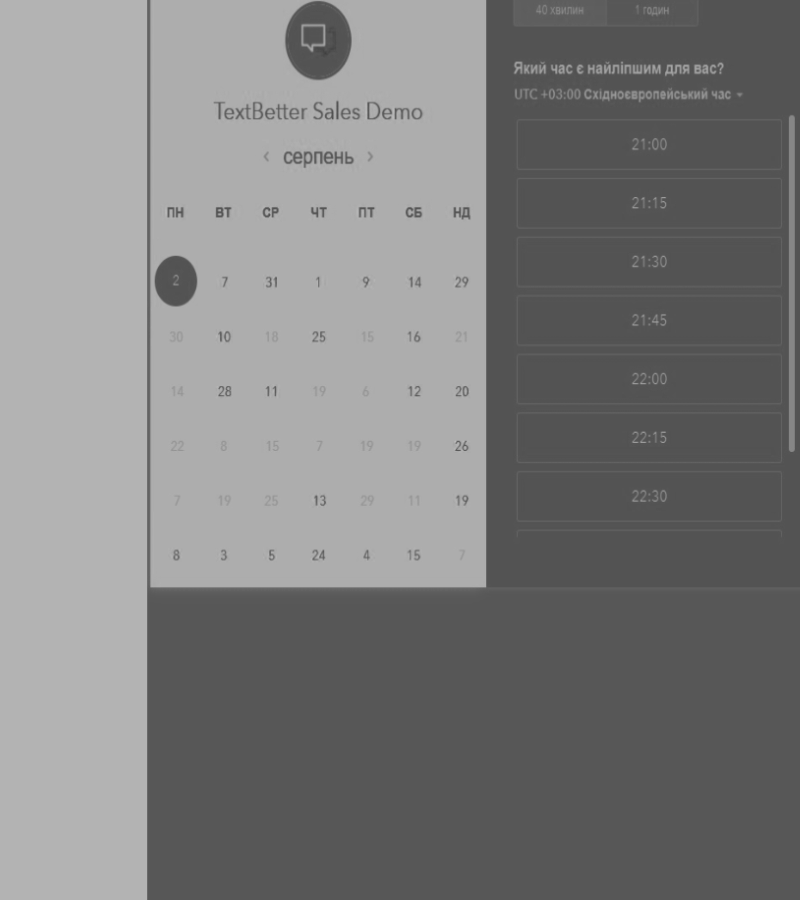 TextBetter Sales Demo
‹ серпень ›
ПН ВТ СР ЧТ ПТ СБ НД
2 7 31 1 9 14 29
30 10 18 25 15 16 21
14 28 11 19 6 12 20
22 8 15 7 19 19 26
7 19 25 13 29 11 19
8 3 5 24 4 15 7
40 хвилин 1 годин
Який час є найліпшим для вас?
UTC +03:00 Східноєвропейський час
21:00
21:15
21:30
21:45
22:00
22:15
22:30